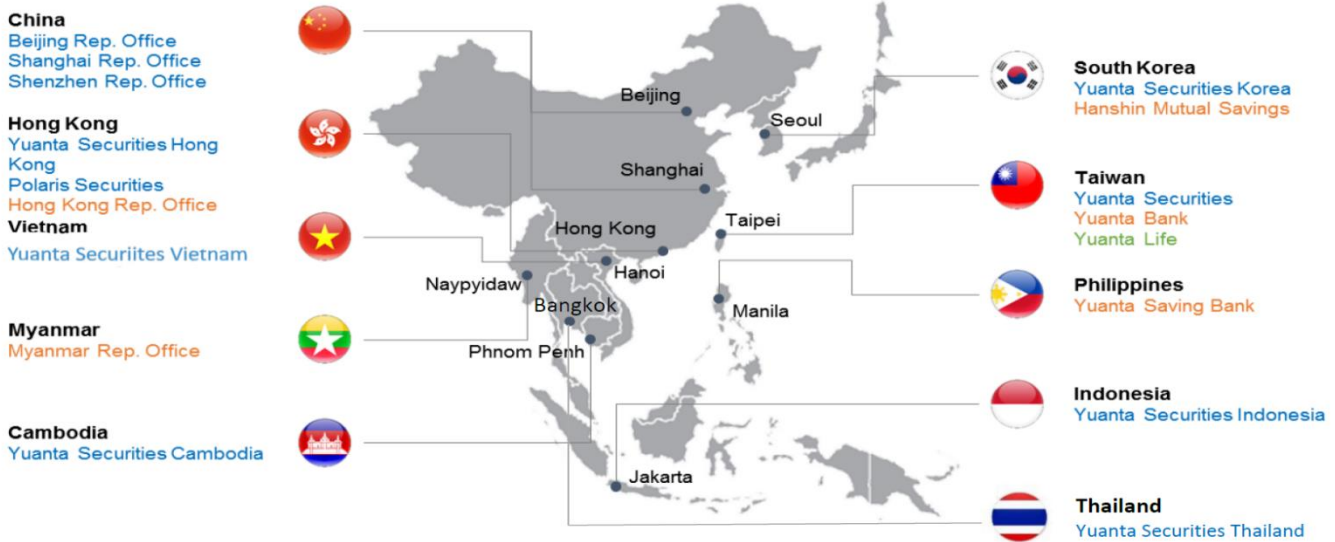 China
Beijing Rep. Office
Shanghai Rep. Office
Shenzhen Rep. Office
Hong Kong
Yuanta Securities Hong
Kong
Polaris Securities
Hong Kong Rep. Office
Vietnam
Yuanta Securiites Vietnam
Myanmar
Myanmar Rep. Office
Cambodia
Yuanta Securities Cambodia
Beijing
Seoul
Shanghai
Taipei
Hong Kong
Hanoi
Naypyidaw
Bangkok
Manila
Phnom Penh
Jakarta
South Korea
Yuanta Securities Korea
Hanshin Mutual Savings
Taiwan
Yuanta Securities
Yuanta Bank
Yuanta Life
Philippines
Yuanta Saving Bank
Indonesia
Yuanta Securities Indonesia
Thailand
Yuanta Securities Thailand